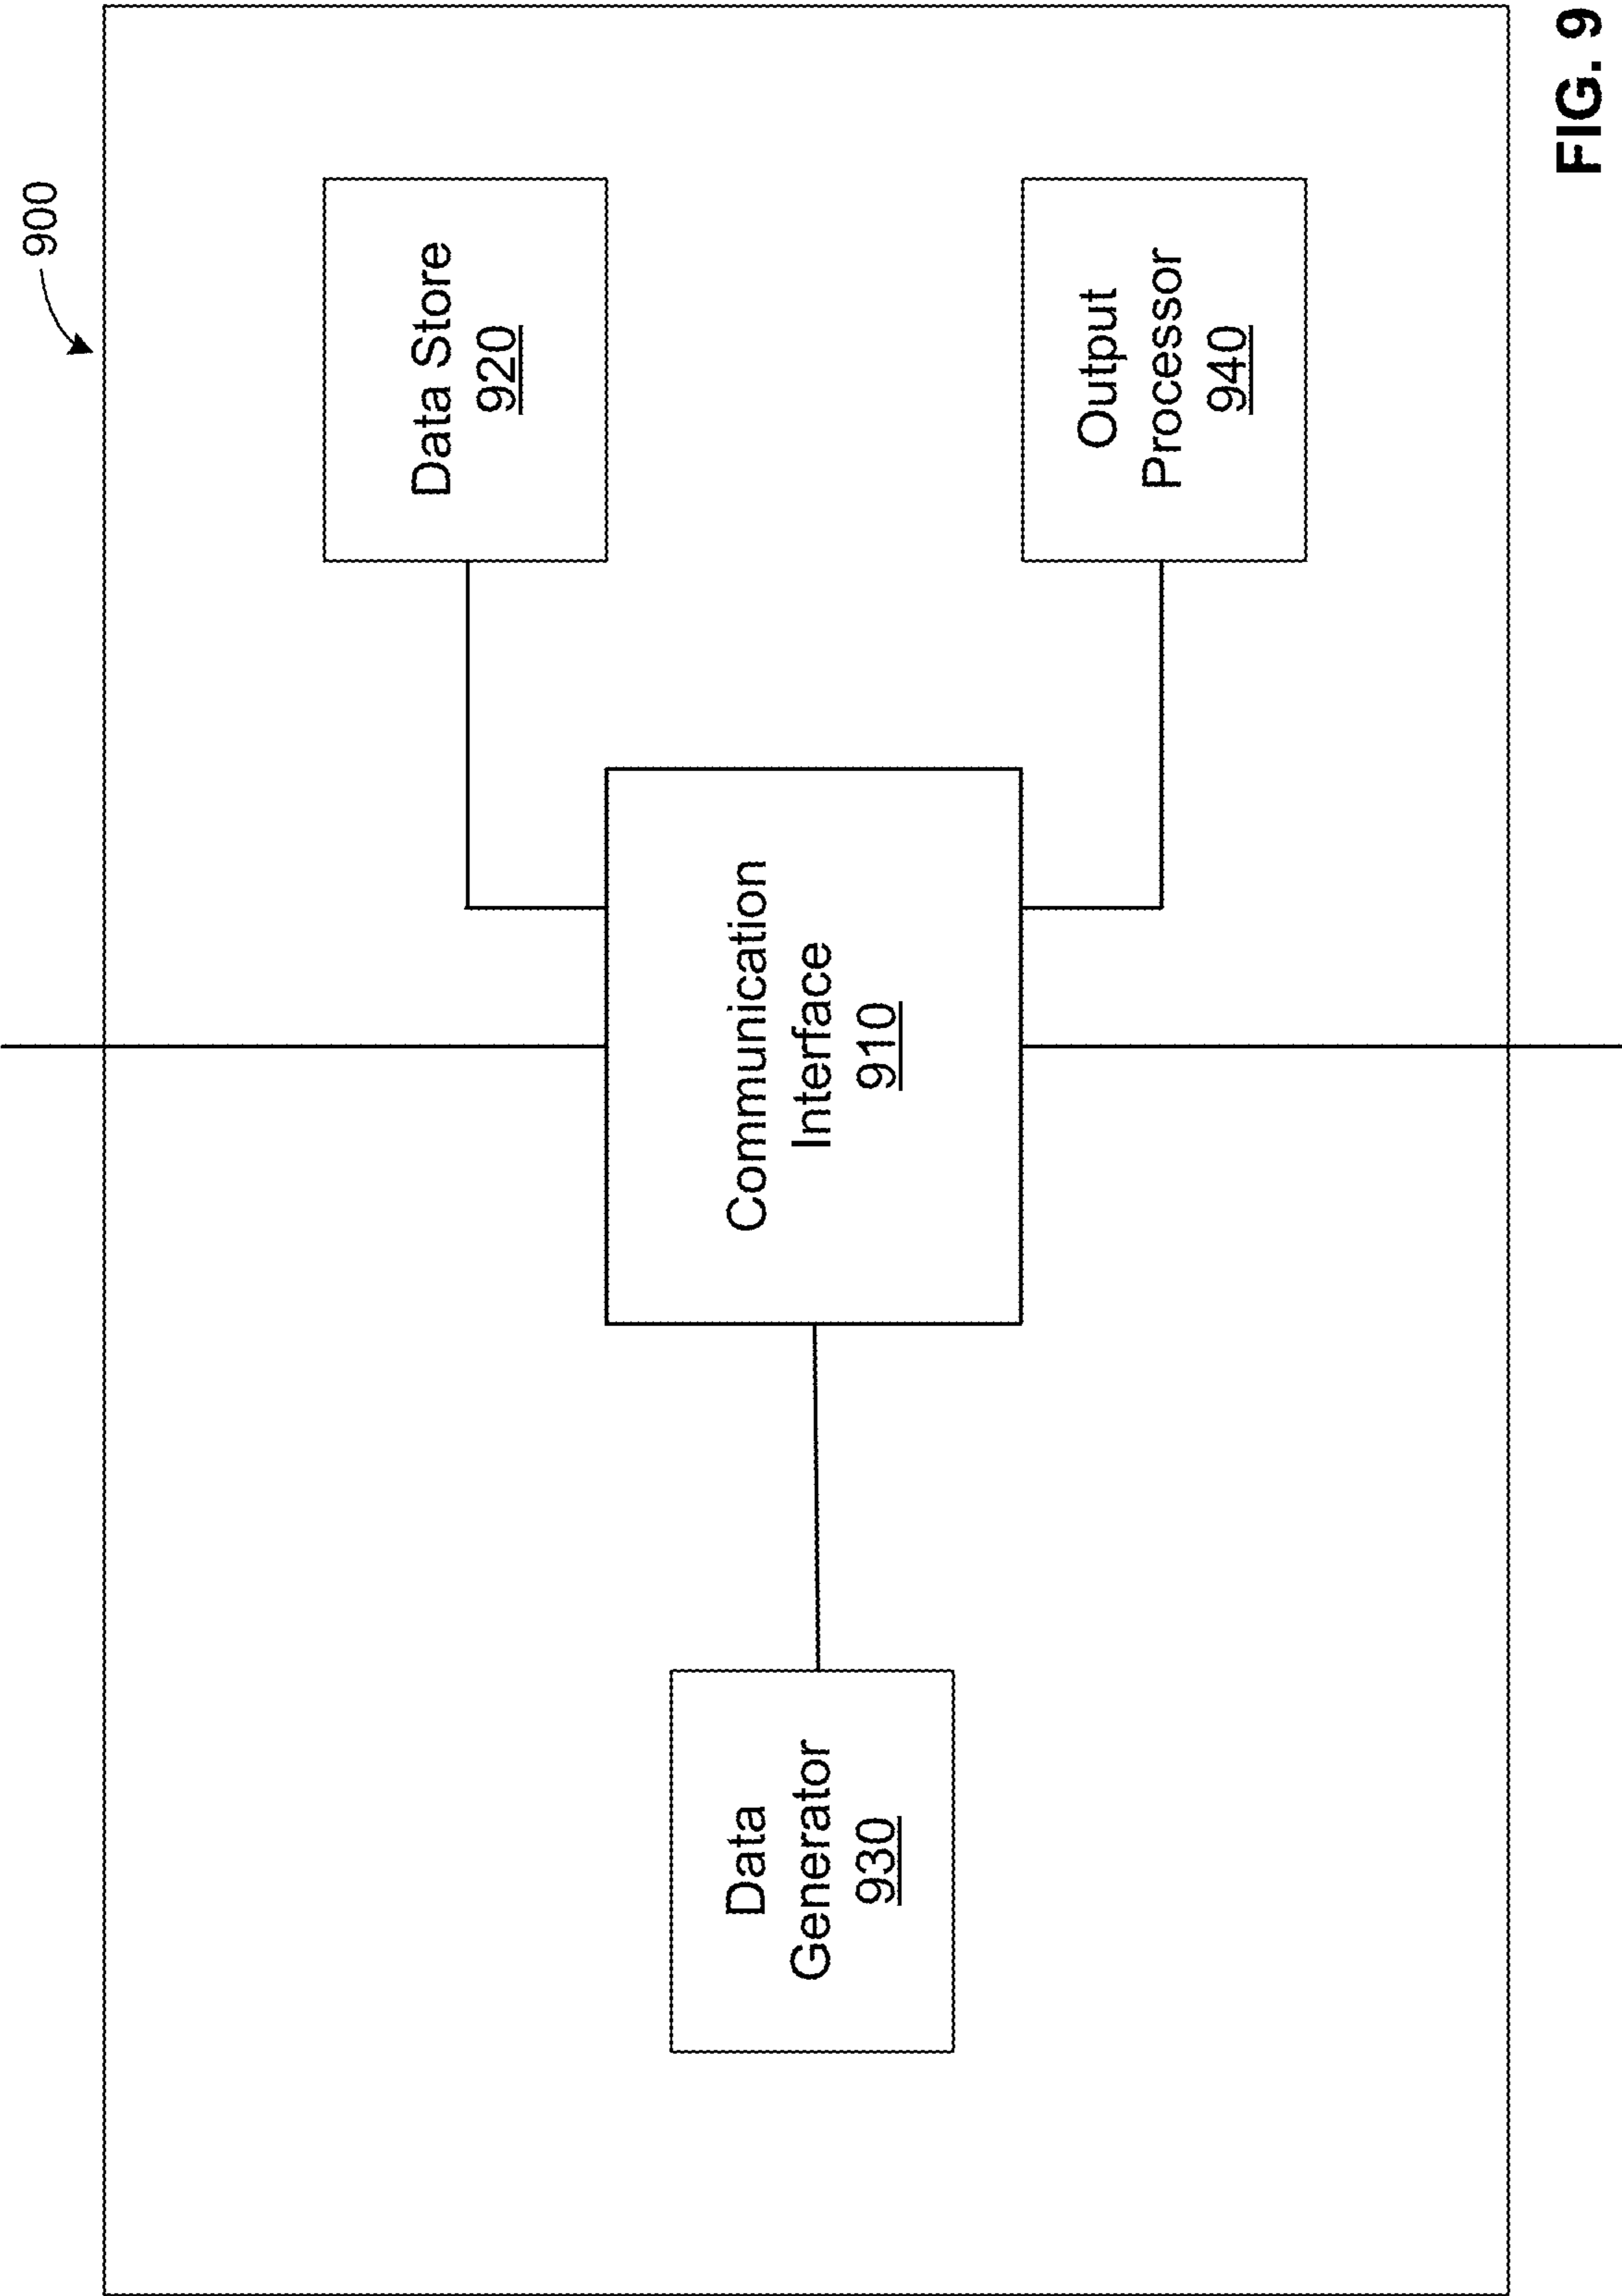 900
Data Store
920
Communication
Interface
910
Data
Generator
930
Output
Processor
940
FIG. 9